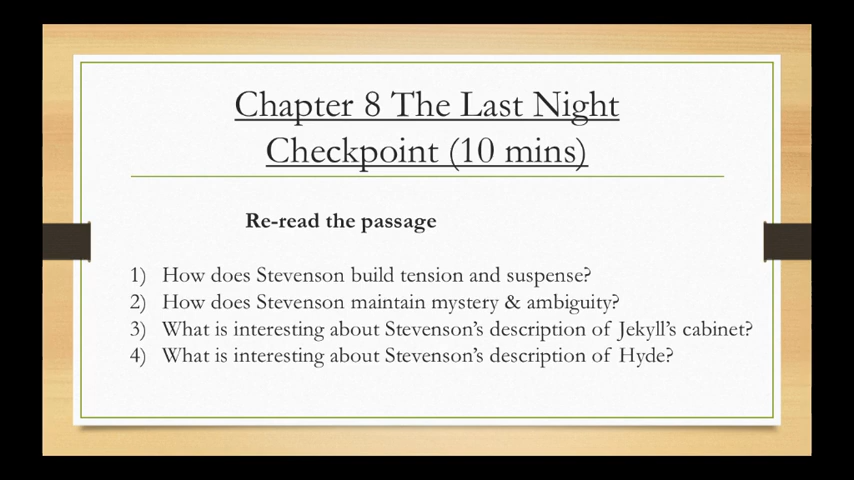 Chapter 8 The Last Night
Checkpoint (10 mins)
Re-read the passage
1) How does Stevenson build tension and suspense?
2) How does Stevenson maintain mystery & ambiguity?
3) What is interesting about Stevenson’s description of Jekyll’s cabinet?
4) What is interesting about Stevenson’s description of Hyde?